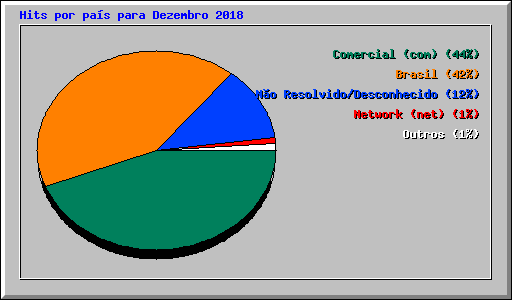 Hits por país para Dezembro 2018
Comercial (com) (44%)
Brasil (42%)
Não Resolvido/Desconhecido (12%)
Network (net) (1%)
Outros (1%)